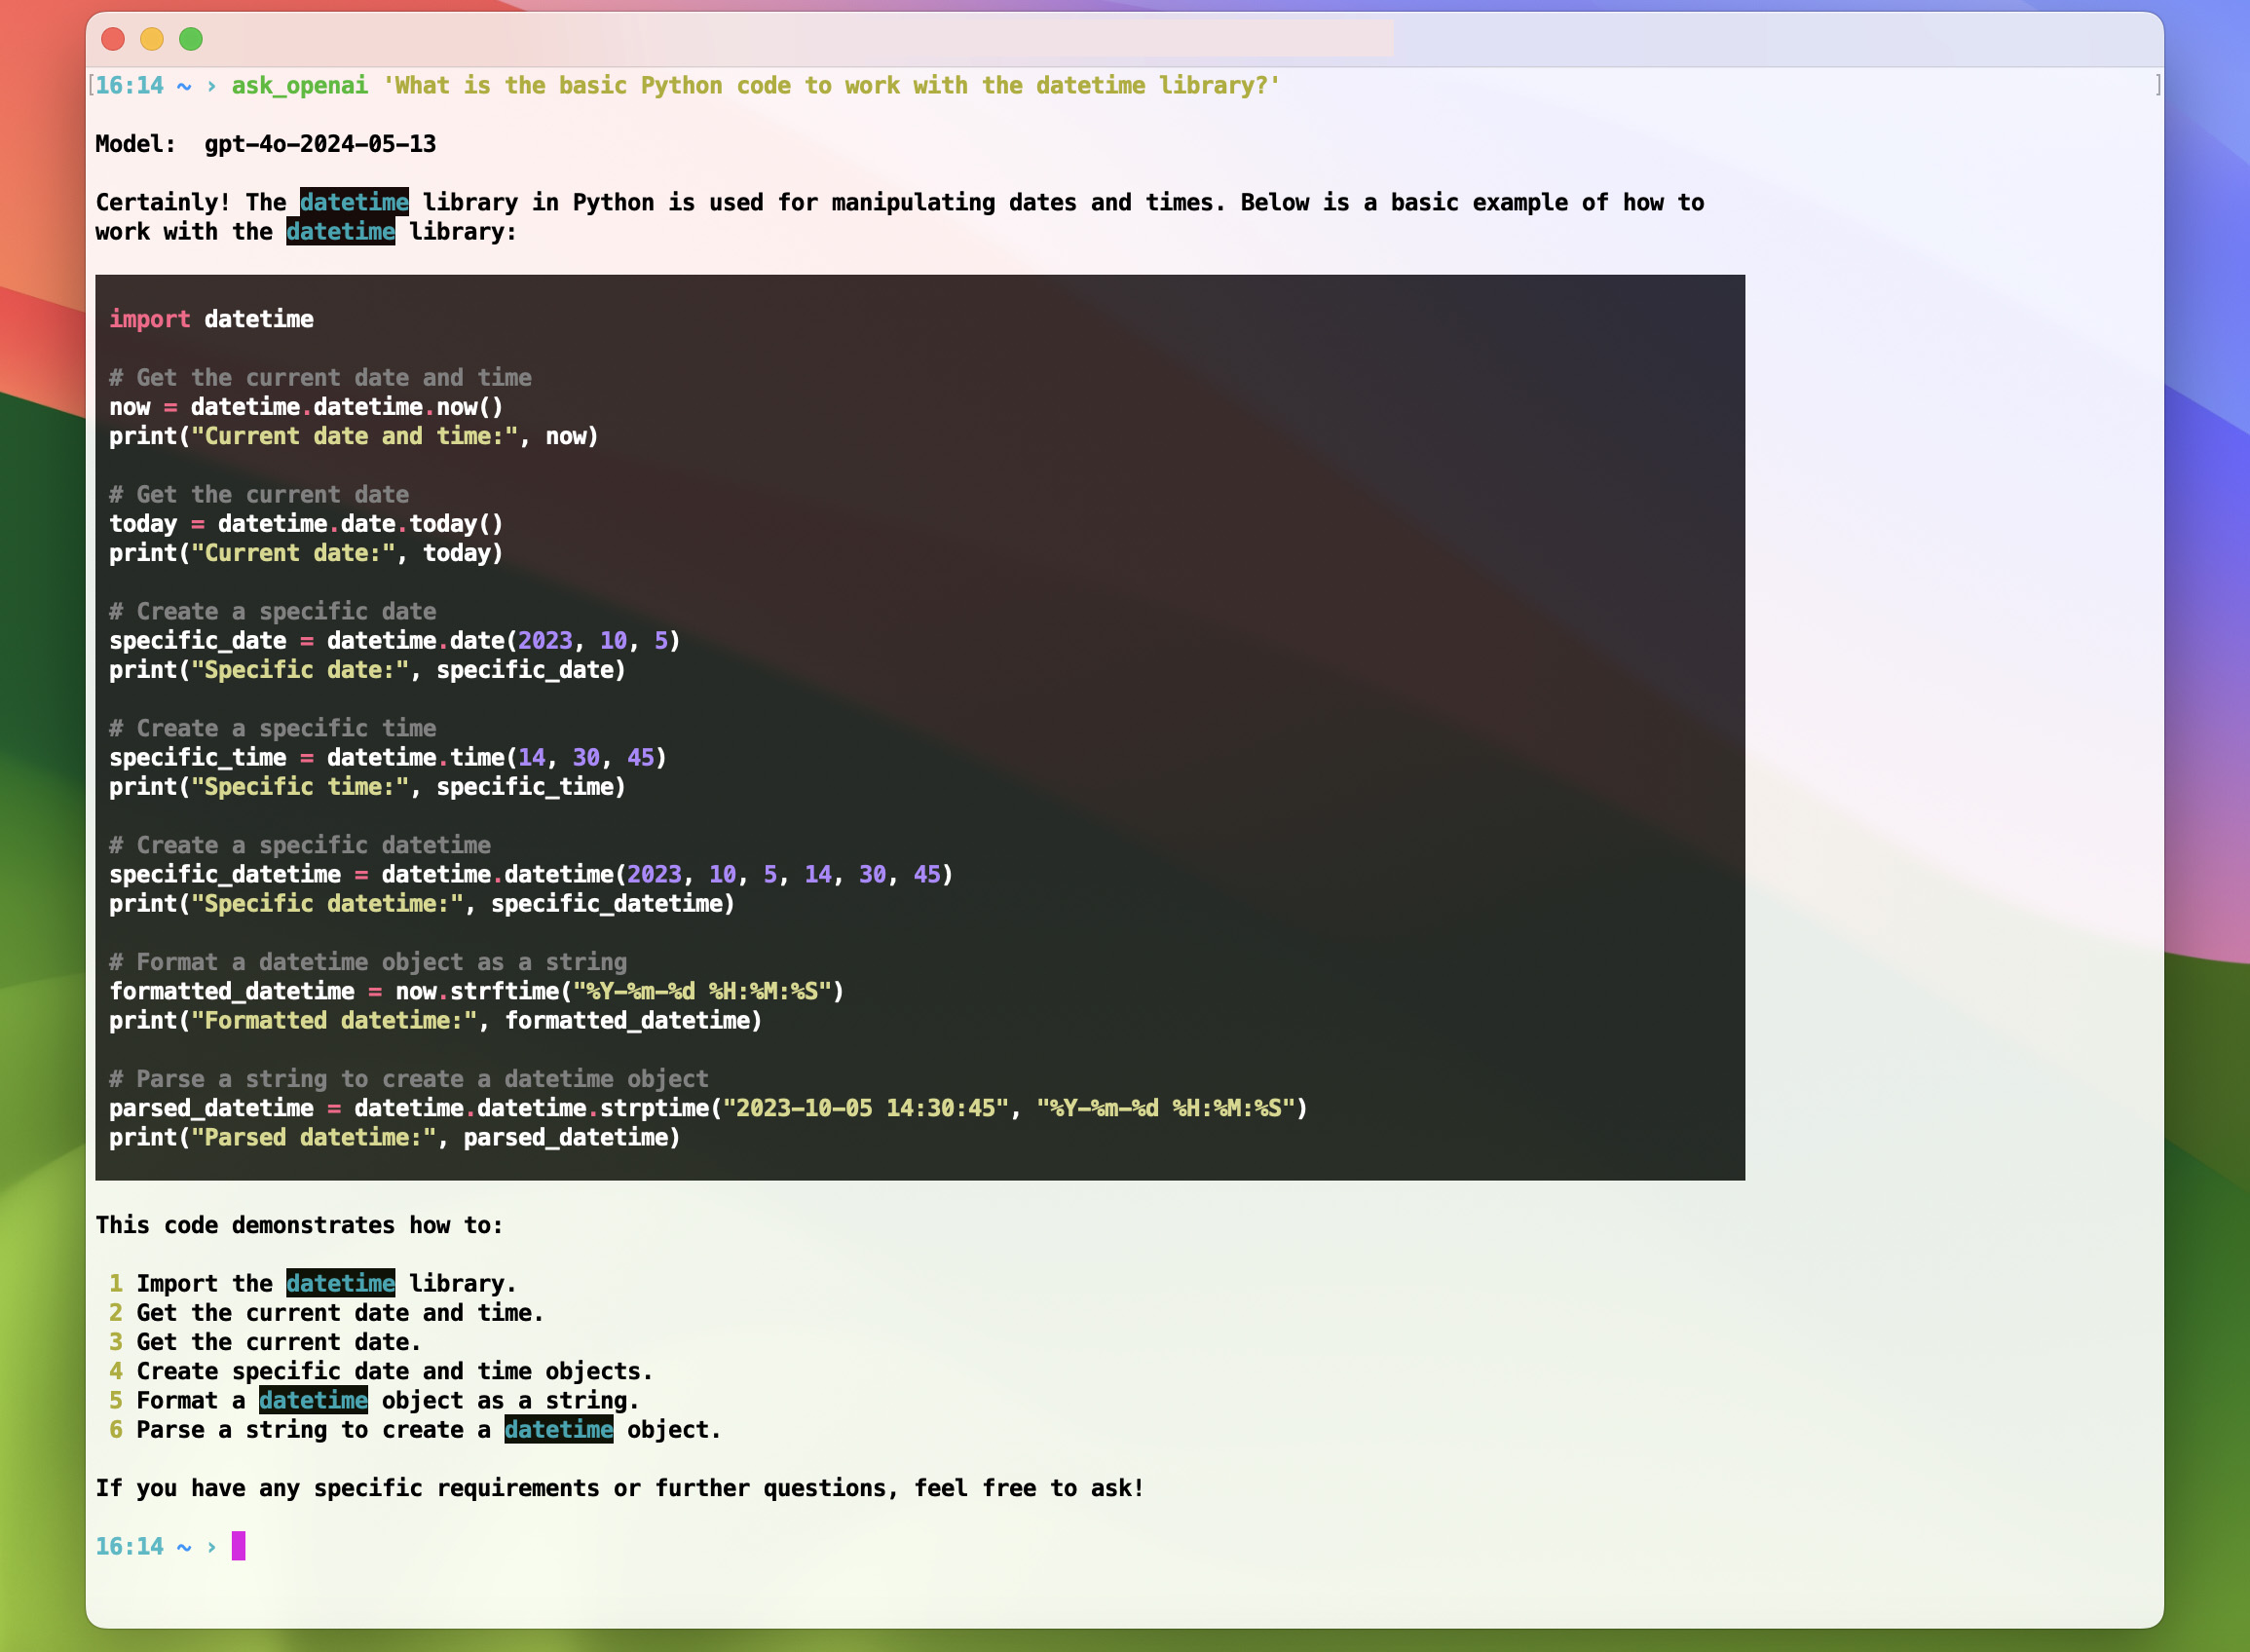 [16:14 ~ › ask_openai 'What is the basic Python code to work with the datetime library?' ]
Model:  gpt-4o-2024-05-13
Certainly! The datetime library in Python is used for manipulating dates and times. Below is a basic example of how to
work with the datetime library:
import datetime
# Get the current date and time
now = datetime.datetime.now()
print("Current date and time:", now)
# Get the current date
today = datetime.date.today()
print("Current date:", today)
# Create a specific date
specific_date = datetime.date(2023, 10, 5)
print("Specific date:", specific_date)
# Create a specific time
specific_time = datetime.time(14, 30, 45)
print("Specific time:", specific_time)
# Create a specific datetime
specific_datetime = datetime.datetime(2023, 10, 5, 14, 30, 45)
print("Specific datetime:", specific_datetime)
# Format a datetime object as a string
formatted_datetime = now.strftime("%Y-%m-%d %H:%M:%S")
print("Formatted datetime:", formatted_datetime)
# Parse a string to create a datetime object
parsed_datetime = datetime.datetime.strptime("2023-10-05 14:30:45", "%Y-%m-%d %H:%M:%S")
print("Parsed datetime:", parsed_datetime)
This code demonstrates how to:
1 Import the datetime library.
2 Get the current date and time.
3 Get the current date.
4 Create specific date and time objects.
5 Format a datetime object as a string.
6 Parse a string to create a datetime object.
If you have any specific requirements or further questions, feel free to ask!
16:14 ~ ›